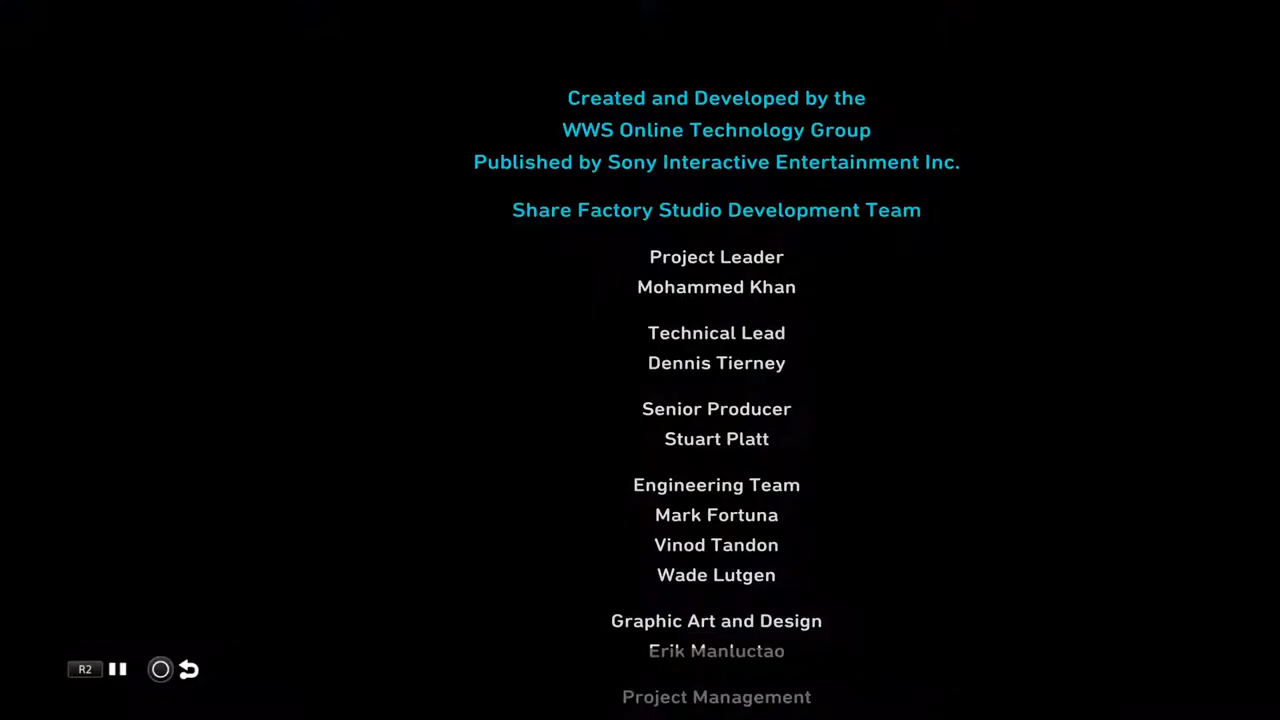 Created and Developed by the
WWS Online Technology Group
Published by Sony Interactive Entertainment Inc.
Share Factory Studio Development Team
Project Leader
Mohammed Khan
Technical Lead
Dennis Tierney
Senior Producer
Stuart Platt
Engineering Team
Mark Fortuna
Vinod Tandon
Wade Lutgen
Graphic Art and Design
Erik Manluctao
Project Management
R2